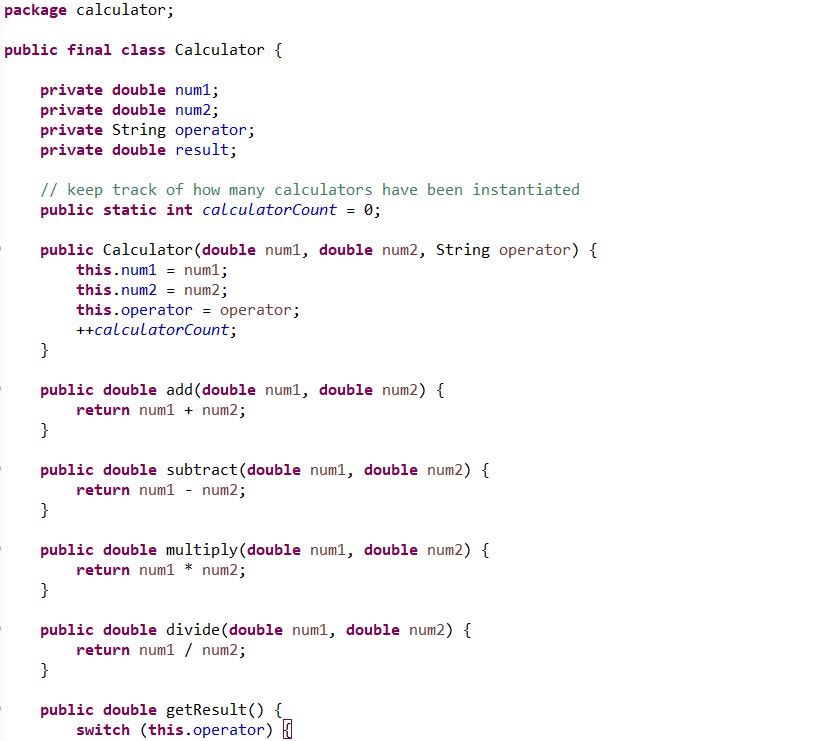 package calculator;
public final class Calculator {
private double num1;
private double num2;
private String operator;
private double result;
// keep track of how many calculators have been instantiated
public static int calculatorCount = 0;
public Calculator(double num1, double num2, String operator) {
this.num1 = num1;
this.num2 = num2;
this.operator = operator;
++calculatorCount;
}
public double add(double num1, double num2) {
return num1 + num2;
}
public double subtract(double num1, double num2) {
return num1 - num2;
}
public double multiply(double num1, double num2) {
return num1 * num2;
}
public double divide(double num1, double num2) {
return num1 / num2;
}
public double getResult() {
switch (this.operator) {